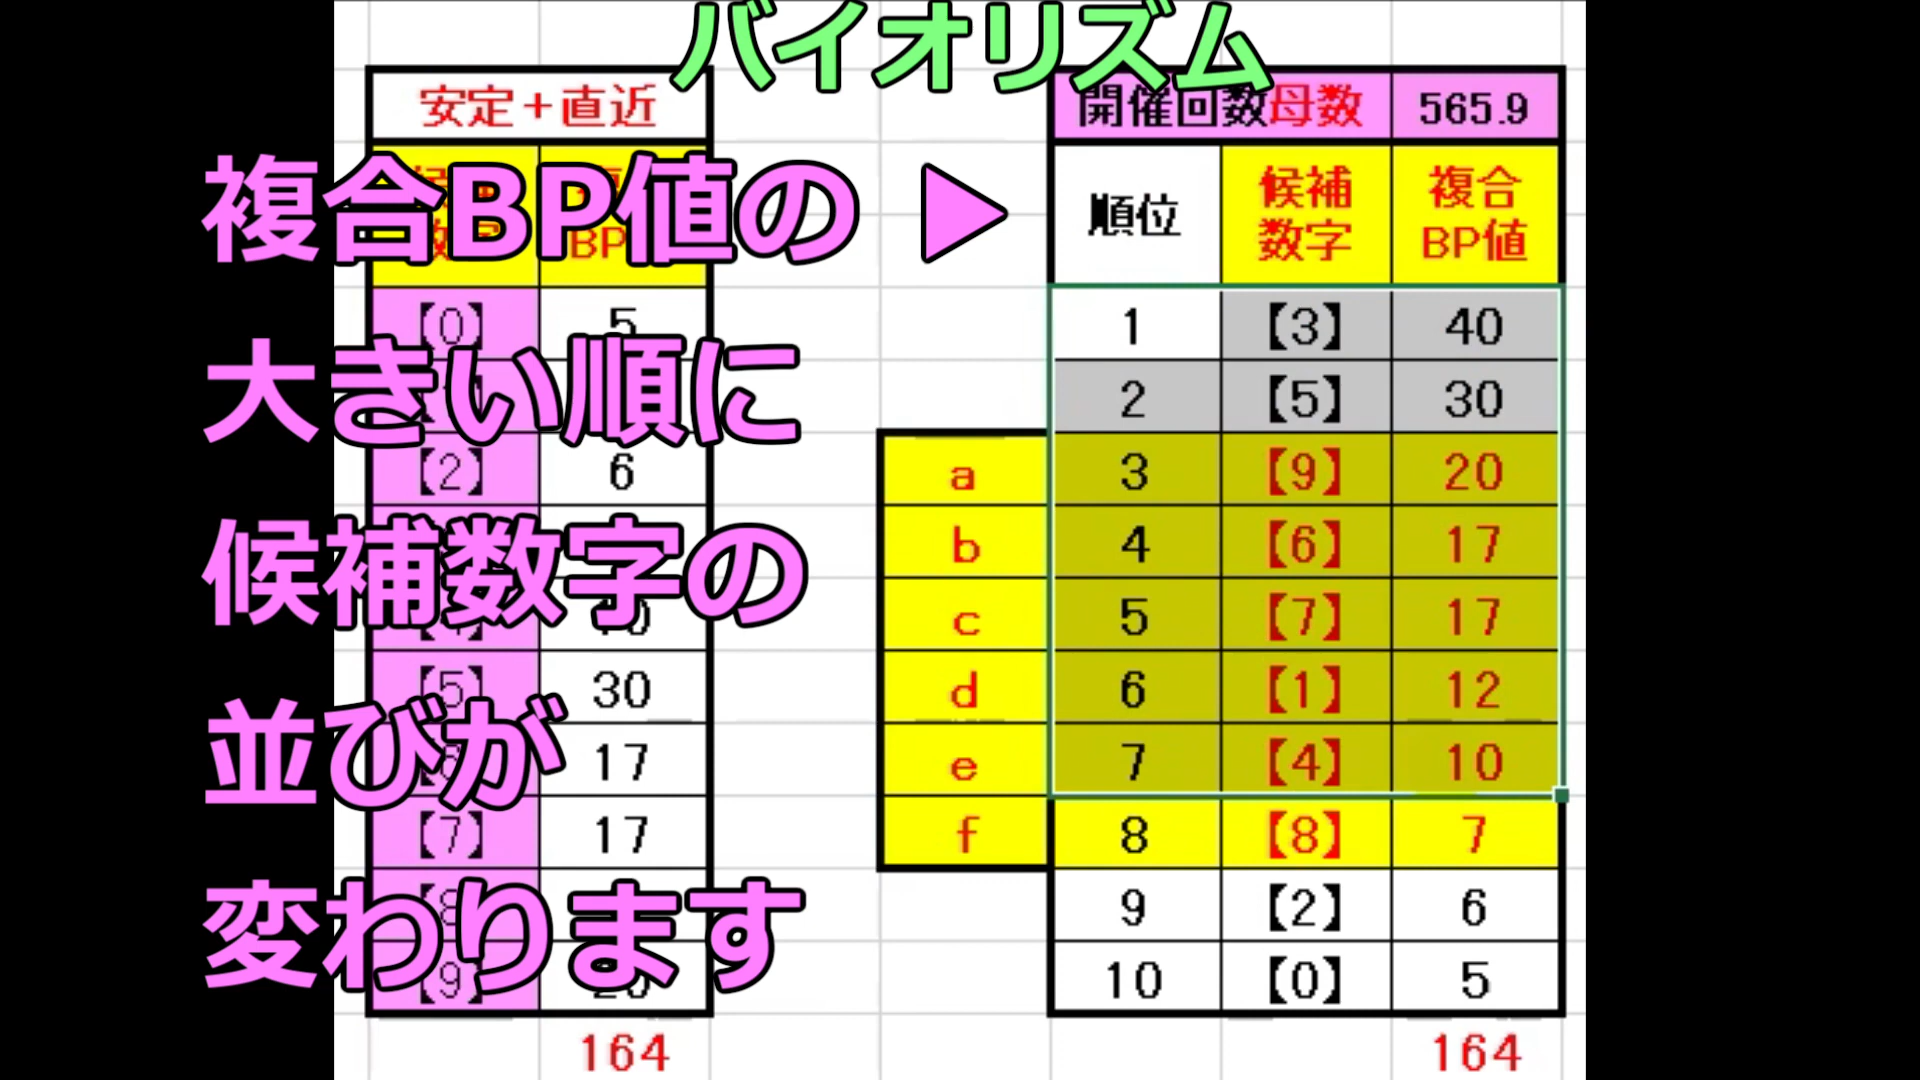 バイオリズム
複合BP値の ▶
大きい順に
候補数字の
並びが
変わります
安定+直近
【0】 5
【2】 6
【5】 30
17
【7】 17
【9】
164
開催回数母数 565.9
順位 候補数字 複合BP値
1 【3】 40
2 【5】 30
a 3 【9】 20
b 4 【6】 17
c 5 【7】 17
d 6 【1】 12
e 7 【4】 10
f 8 【8】 7
9 【2】 6
10 【0】 5
164